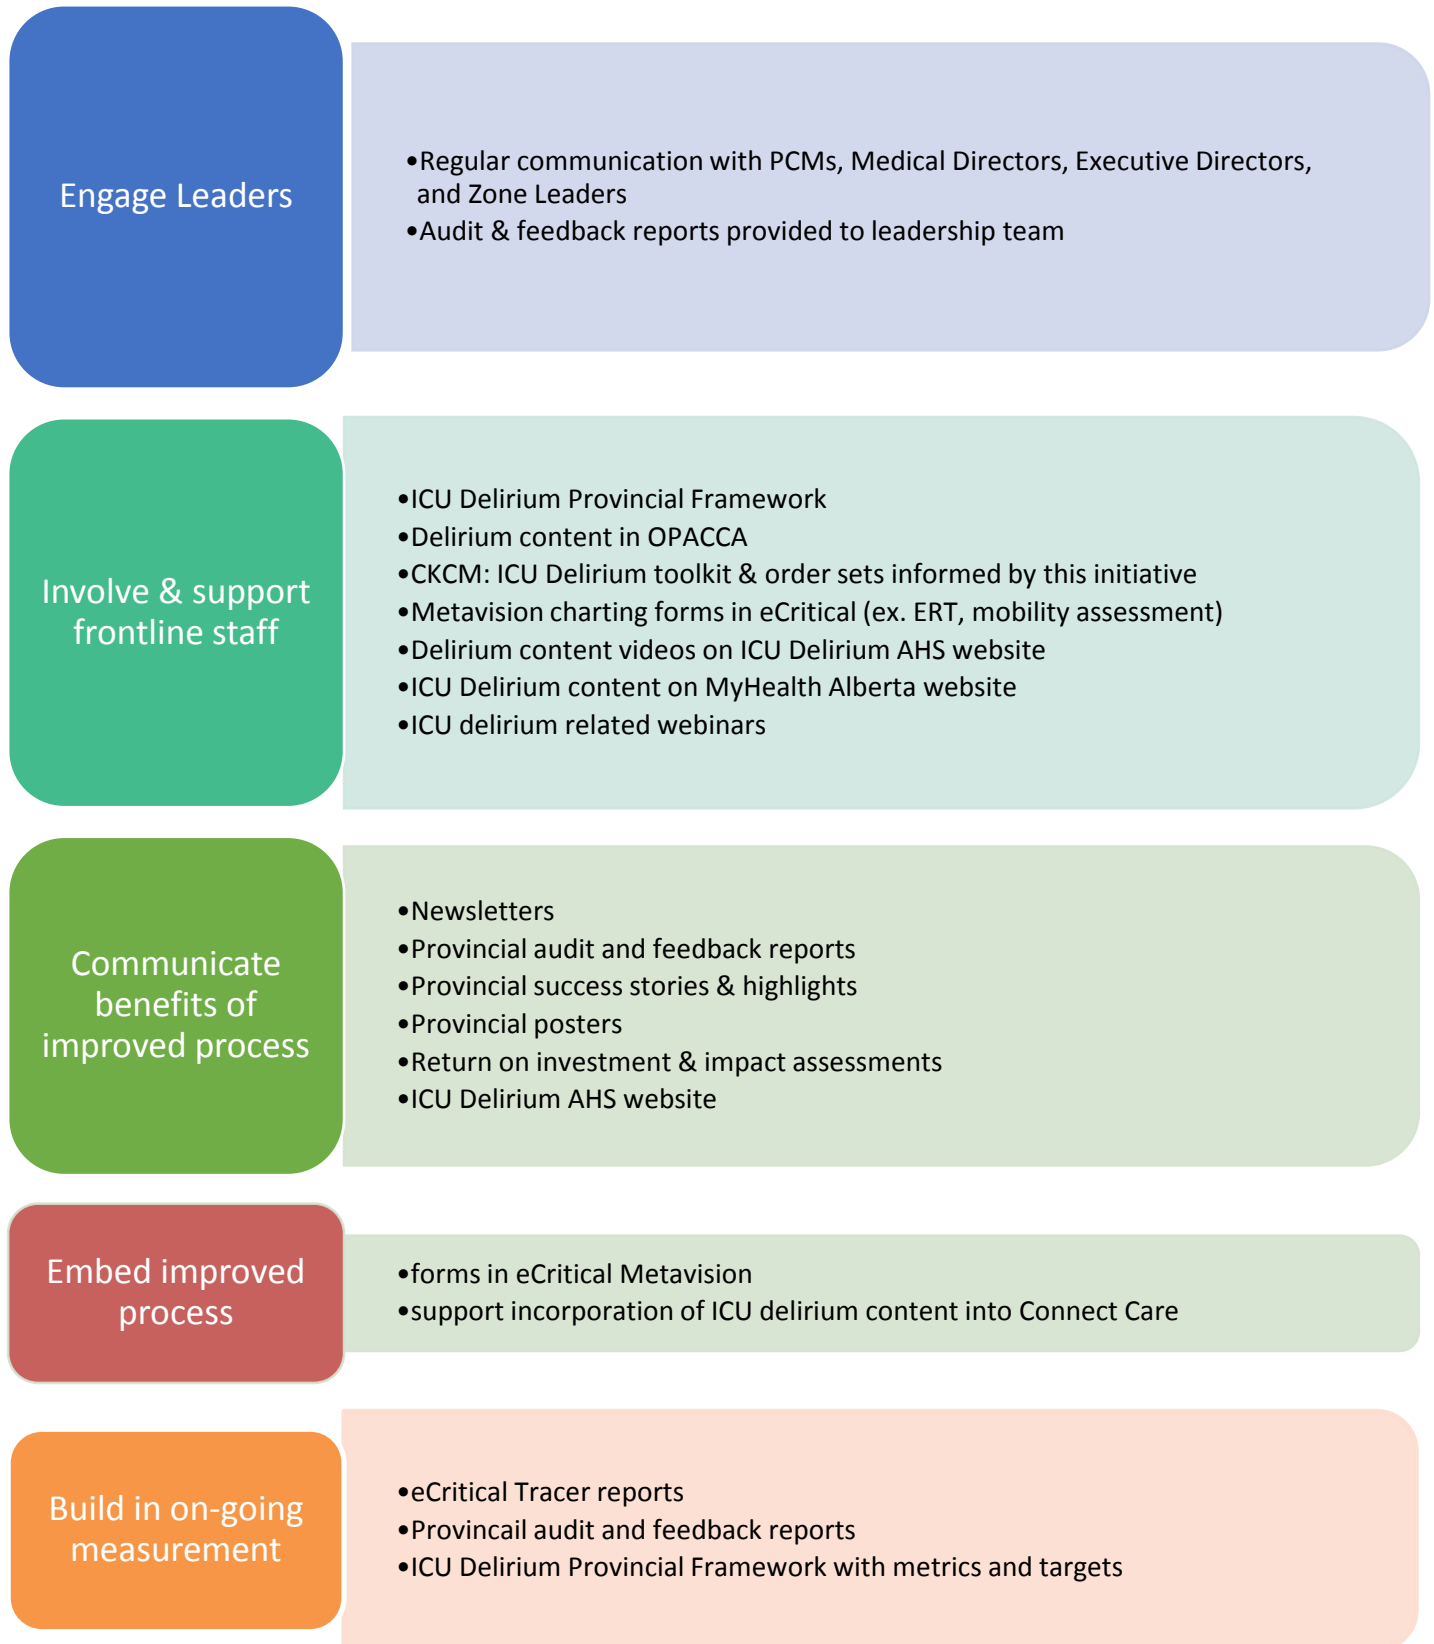 Engage Leaders
•Regular communication with PCMs, Medical Directors, Executive Directors,
and Zone Leaders
•Audit & feedback reports provided to leadership team
Involve & support
frontline staff
•ICU Delirium Provincial Framework
•Delirium content in OPACCA
•CKCM: ICU Delirium toolkit & order sets informed by this initiative
•Metavision charting forms in eCritical (ex. ERT, mobility assessment)
•Delirium content videos on ICU Delirium AHS website
•ICU Delirium content on MyHealth Alberta website
•ICU delirium related webinars
Communicate
benefits of
improved process
•Newsletters
•Provincial audit and feedback reports
•Provincial success stories & highlights
•Provincial posters
•Return on investment & impact assessments
•ICU Delirium AHS website
Embed improved
process
•forms in eCritical Metavision
•support incorporation of ICU delirium content into Connect Care
Build in on-going
measurement
•eCritical Tracer reports
•Provincail audit and feedback reports
•ICU Delirium Provincial Framework with metrics and targets